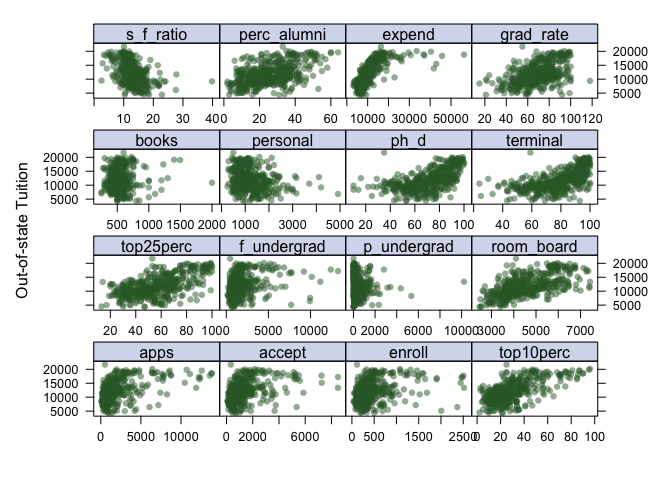 s_f_ratio perc_alumni expend grad_rate
20000
15000
10000
5000
10 20 30 40 0 20 40 60 10000 30000 50000 20 40 60 80 100 120
books personal ph_d terminal
20000
15000
10000
5000
500 1000 1500 2000 1000 3000 5000 20 40 60 80 100 20 40 60 80 100
Out-of-state Tuition
top25perc f_undergrad p_undergrad room_board
20000
15000
10000
5000
20 40 60 80 100 0 5000 10000 0 2000 6000 10000 3000 5000 7000
apps accept enroll top10perc
20000
15000
10000
5000
0 5000 10000 0 2000 6000 0 500 1500 2500 0 20 40 60 80 100